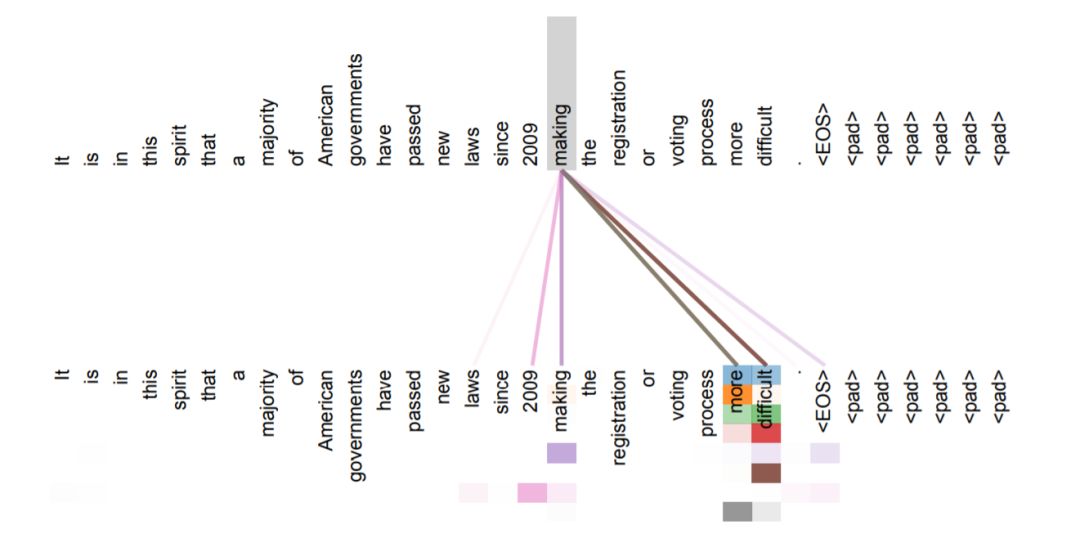 It is in this spirit that a majority of American governments have passed new laws since 2009 making the registration or voting process more difficult . <EOS> <pad> <pad> <pad> <pad> <pad> <pad>
It is in this spirit that a majority of American governments have passed new laws since 2009 making the registration or voting process more difficult . <EOS> <pad> <pad> <pad> <pad> <pad> <pad>